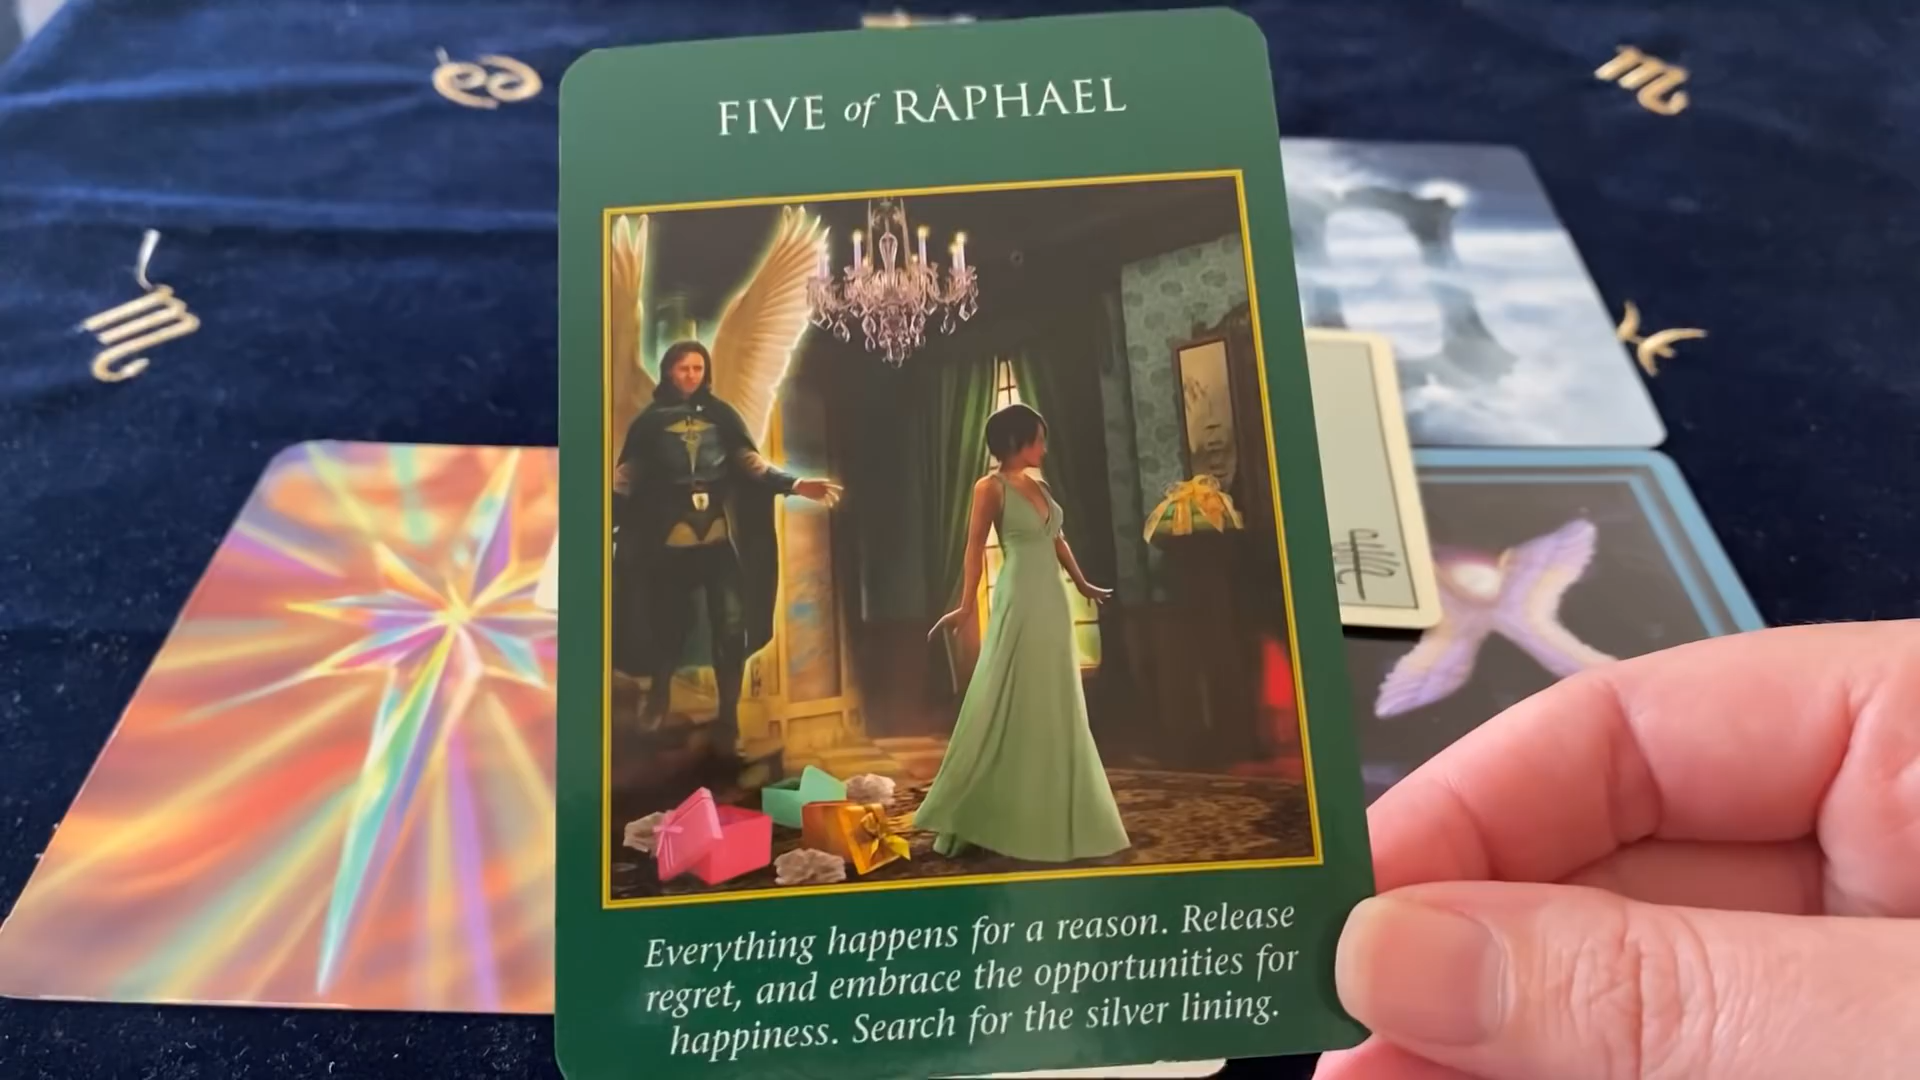 FIVE of RAPHAEL
Everything happens for a reason. Release
regret, and embrace the opportunities for
happiness. Search for the silver lining.